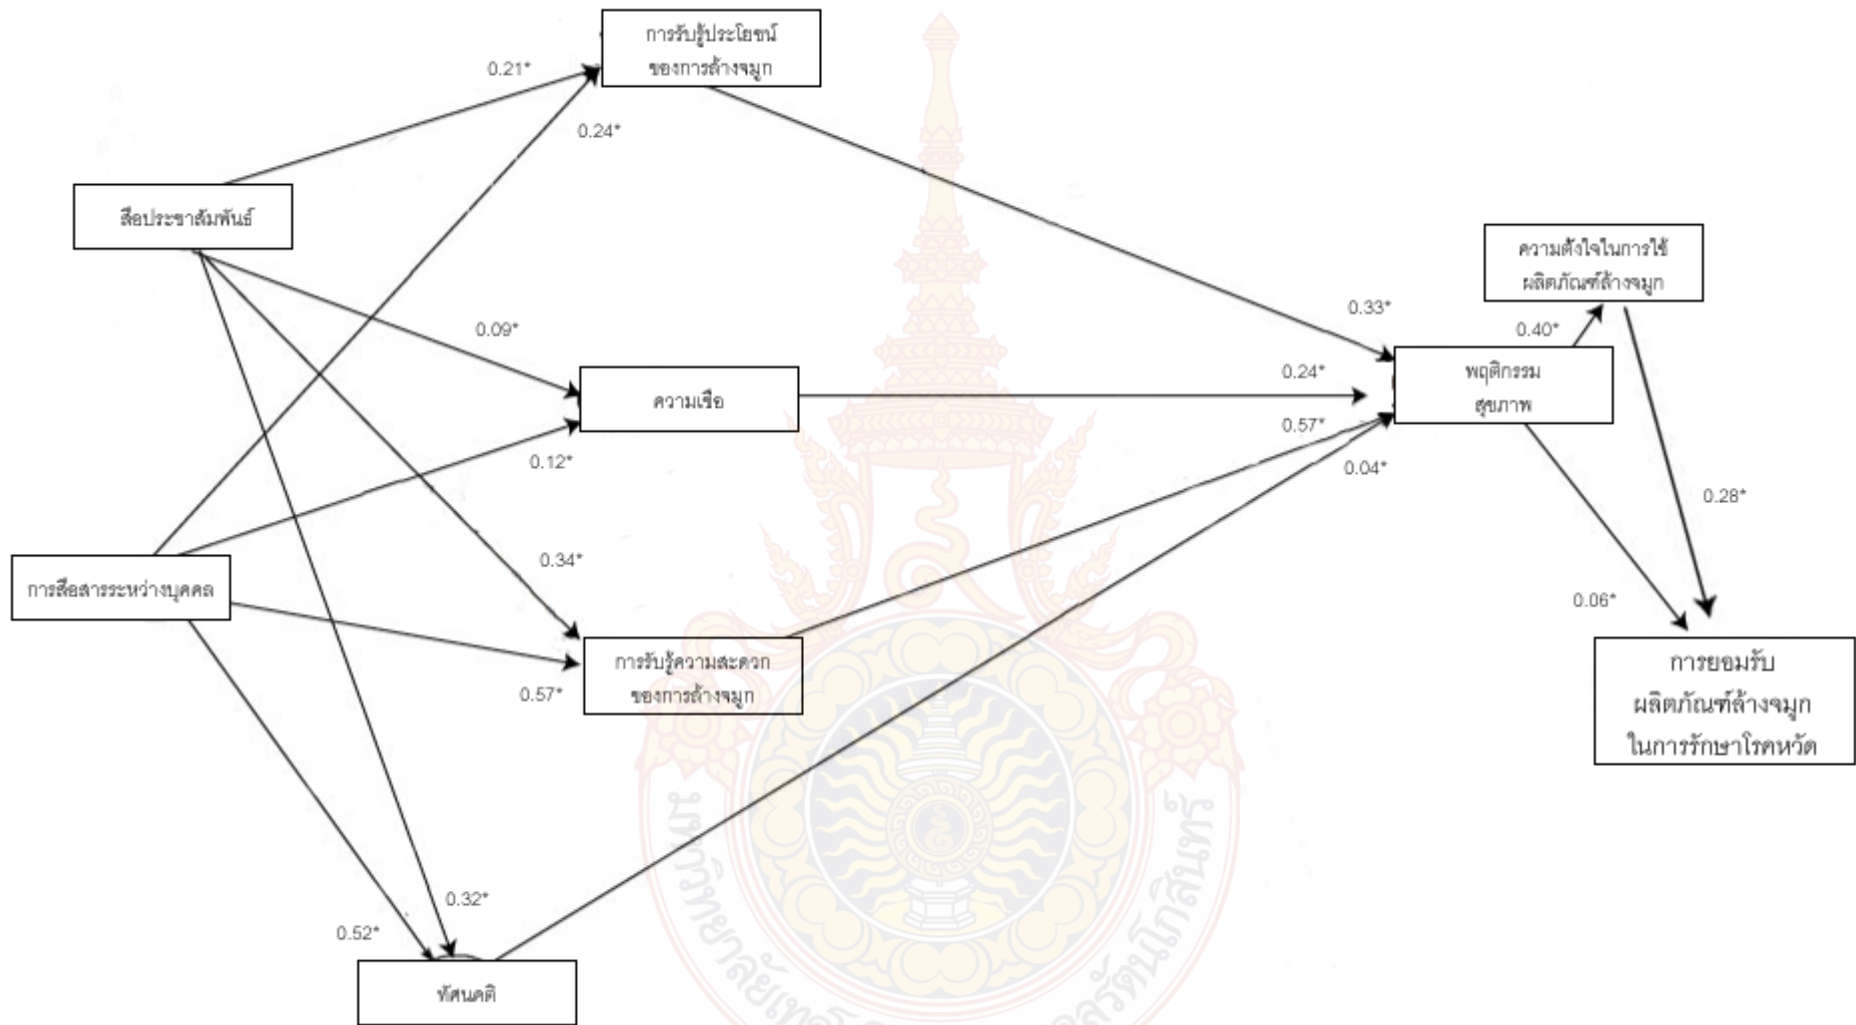 การรับรู้ประโยชน์
ของการล้างจมูก
0.21*
0.24*
สื่อประชาสัมพันธ์
ความตั้งใจในการใช้
ผลิตภัณฑ์ล้างจมูก
0.33*
0.40*
0.09*
0.24*
พฤติกรรม
สุขภาพ
ความเชื่อ
0.57*
0.12*
0.04*
0.28*
0.34*
การสื่อสารระหว่างบุคคล
0.06*
การรับรู้ความสะดวก
ของการล้างจมูก
0.57*
การยอมรับ
ผลิตภัณฑ์ล้างจมูก
ในการรักษาโรคหวัด
0.32*
0.52*
ทัศนคติ